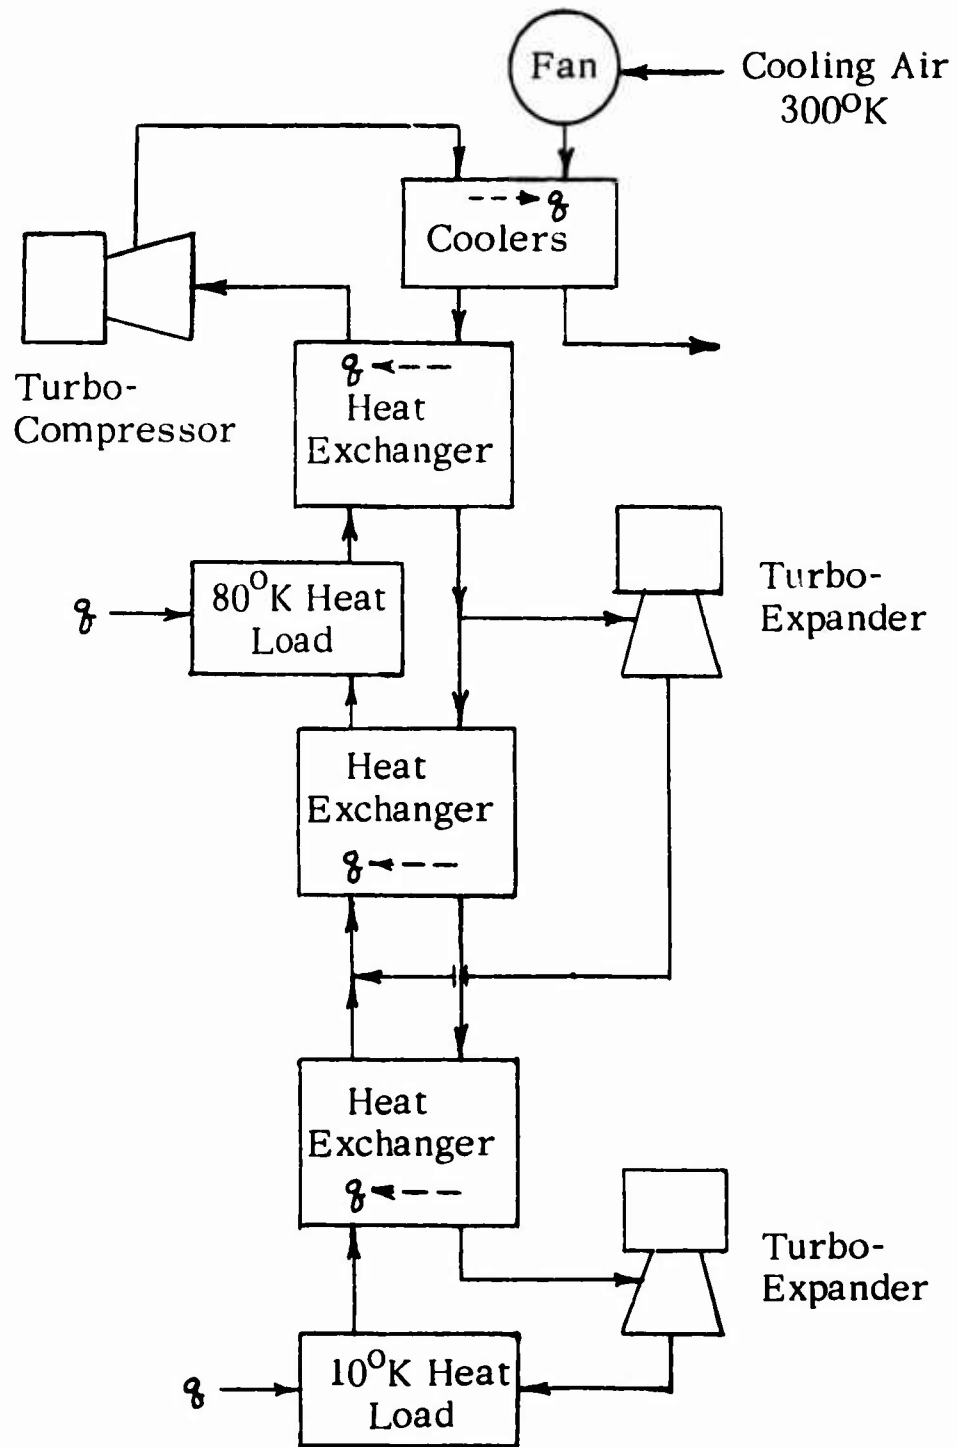 Fan
Cooling Air
300°K
q
Coolers
Turbo-
Compressor
q
Heat
Exchanger
Turbo-
Expander
q
80°K Heat
Load
Heat
Exchanger
q
Heat
Exchanger
q
Turbo-
Expander
q
10°K Heat
Load